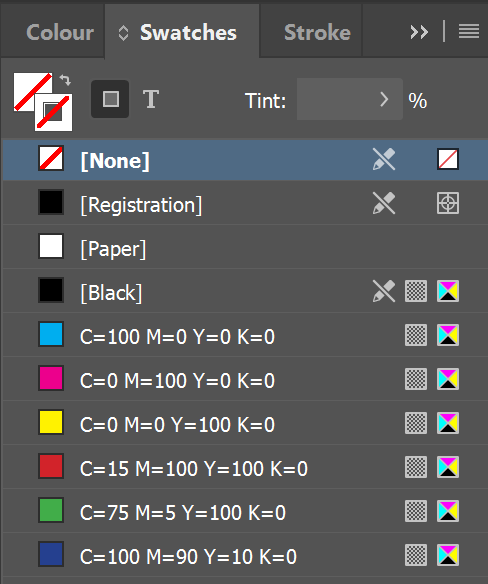 Colour Swatches Stroke
T Tint: %
[None]
[Registration]
[Paper]
[Black]
C=100 M=0 Y=0 K=0
C=0 M=100 Y=0 K=0
C=0 M=0 Y=100 K=0
C=15 M=100 Y=100 K=0
C=75 M=5 Y=100 K=0
C=100 M=90 Y=10 K=0